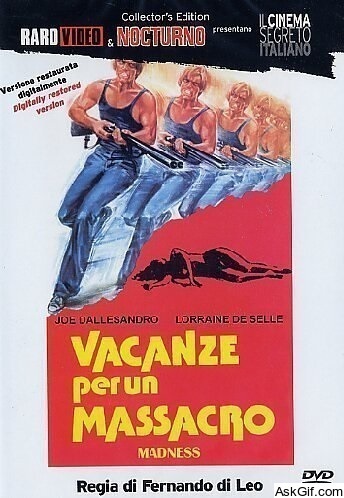 Collector's Edition
RARO VIDEO & NOCTURNO presentano
IL CINEMA
SEGRETO
ITALIANO
Versione restaurata
digitalmente
Digitally restored
version
JOE DALLESANDRO LORRAINE DE SELLE
VACANZE
per un
MASSACRO
MADNESS
Regia di Fernando di Leo
DVD
AskGif.com